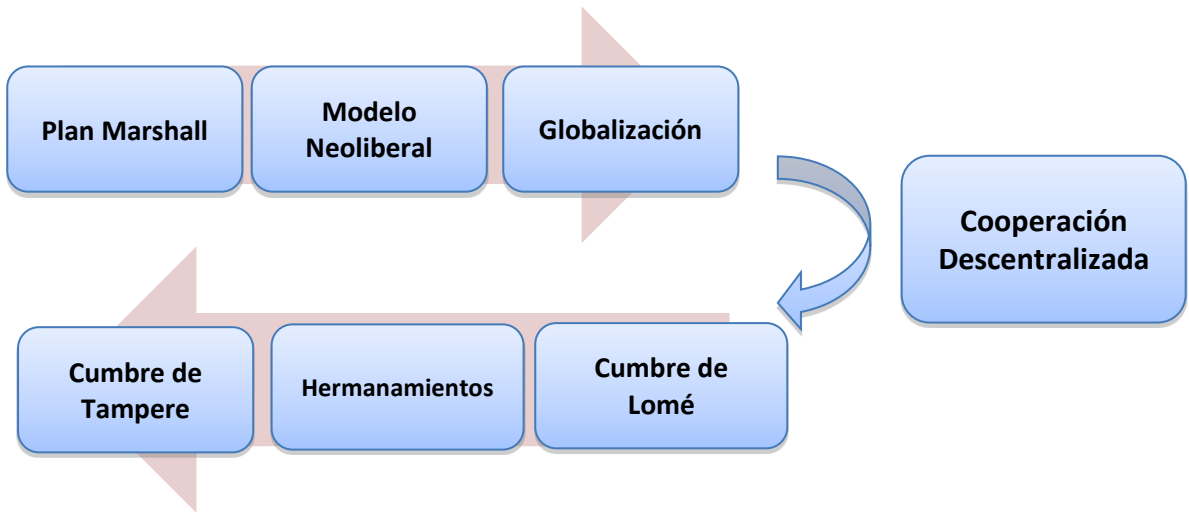 Plan Marshall
Modelo
Neoliberal
Globalización
Cooperación
Descentralizada
Cumbre de
Tampere
Hermanamientos
Cumbre de
Lomé